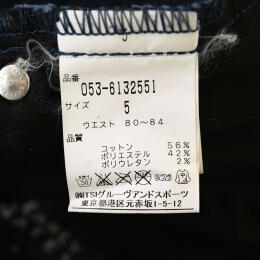 5
品番
053-6132551
サイズ
5
ウエスト 80〜84
品質
コットン 56%
ポリエステル 42%
ポリウレタン 2%
㈱TSIグルーヴアンドスポーツ
東京都港区元赤坂1-5-12